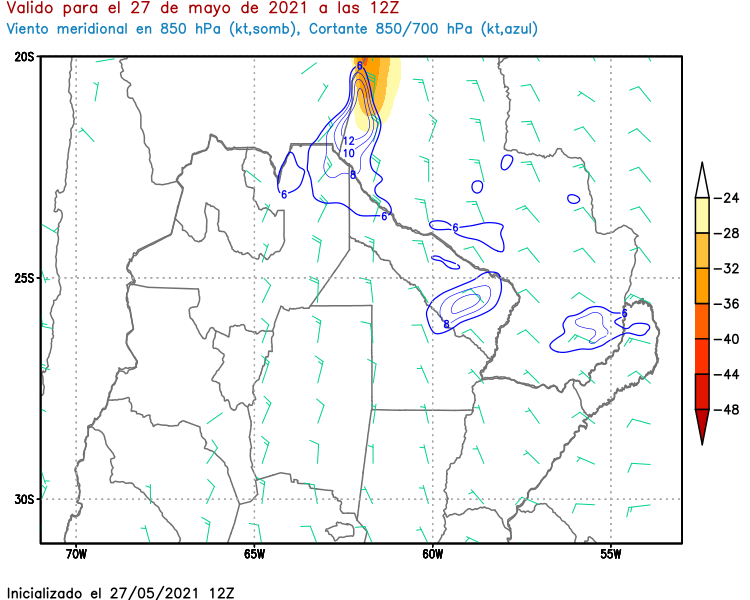 Valido para el 27 de mayo de 2021 a las 12Z
Viento meridional en 850 hPa (kt,somb), Cortante 850/700 hPa (kt,azul)
20S
6
12
10
8
6
6
6
-24
-28
-32
-36
-40
-44
-48
25S
8
6
30S
70W
65W
60W
55W
Inicializado el 27/05/2021 12Z